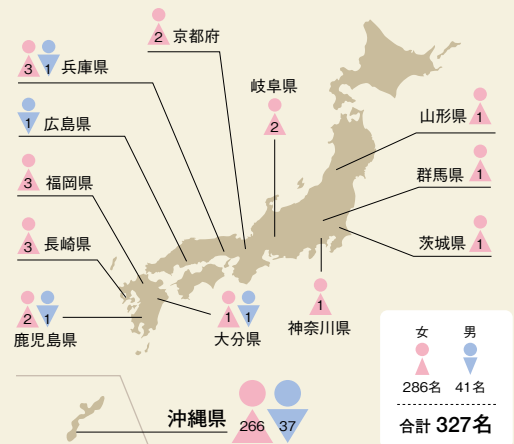 2 京都府
3 1 兵庫県
岐阜県
2
1 広島県
山形県 1
3 福岡県
群馬県 1
3 長崎県
茨城県 1
2 1
鹿児島県
1 1
大分県
1
神奈川県
女 男
286名 41名
合計 327名
沖縄県 266 37